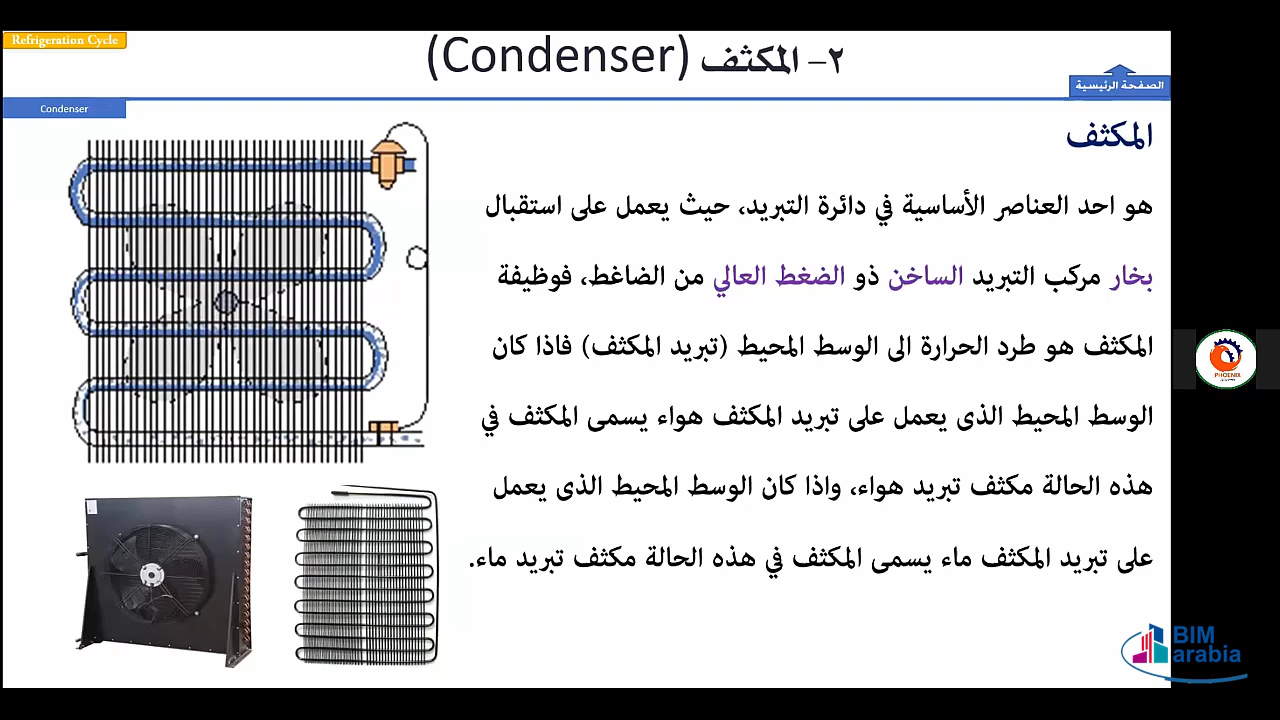 Refrigeration Cycle
٢– المكثف (Condenser)
الصفحة الرئيسية
Condenser
المكثف
هو احد العناصر الأساسية في دائرة التبريد، حيث يعمل على استقبال
بخار مركب التبريد الساخن ذو الضغط العالي من الضاغط، فوظيفة
المكثف هو طرد الحرارة الى الوسط المحيط (تبريد المكثف) فاذا كان
الوسط المحيط الذى يعمل على تبريد المكثف هواء يسمى المكثف في
هذه الحالة مكثف تبريد هواء، واذا كان الوسط المحيط الذى يعمل
على تبريد المكثف ماء يسمى المكثف في هذه الحالة مكثف تبريد ماء.
PHOENIX
BIM
arabia